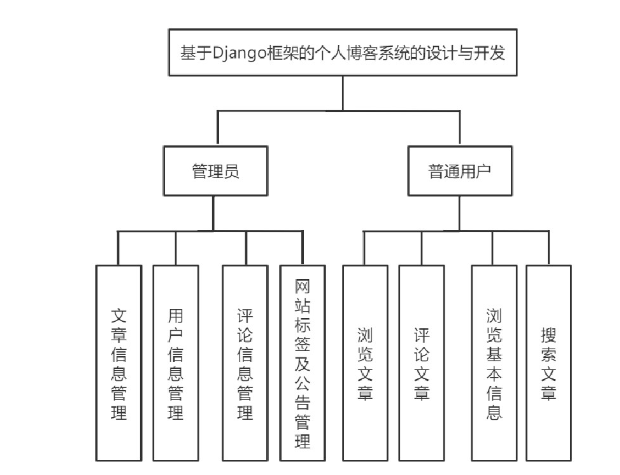 基于Django框架的个人博客系统的设计与开发
管理员
普通用户
文章信息管理
用户信息管理
评论信息管理
网站标签及公告管理
浏览文章
评论文章
浏览基本信息
搜索文章